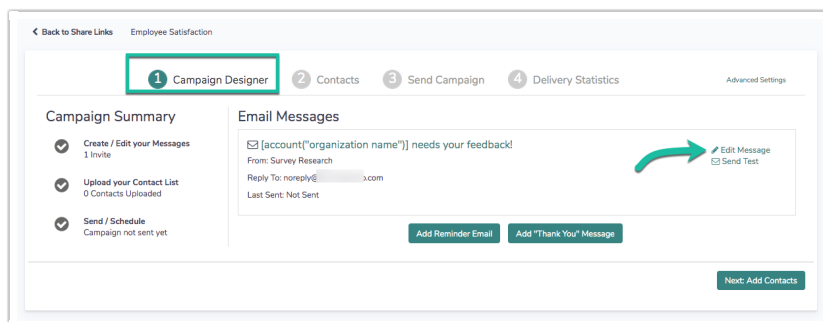 Back to Share Links Employee Satisfaction
1 Campaign Designer 2 Contacts 3 Send Campaign 4 Delivery Statistics Advanced Settings
Campaign Summary
Create / Edit your Messages
1 Invite
Upload your Contact List
0 Contacts Uploaded
Send / Schedule
Campaign not sent yet
Email Messages
[account("organization name")] needs your feedback!
From: Survey Research
Reply To: noreply@ .com
Last Sent: Not Sent
Edit Message
Send Test
Add Reminder Email Add "Thank You" Message
Next: Add Contacts